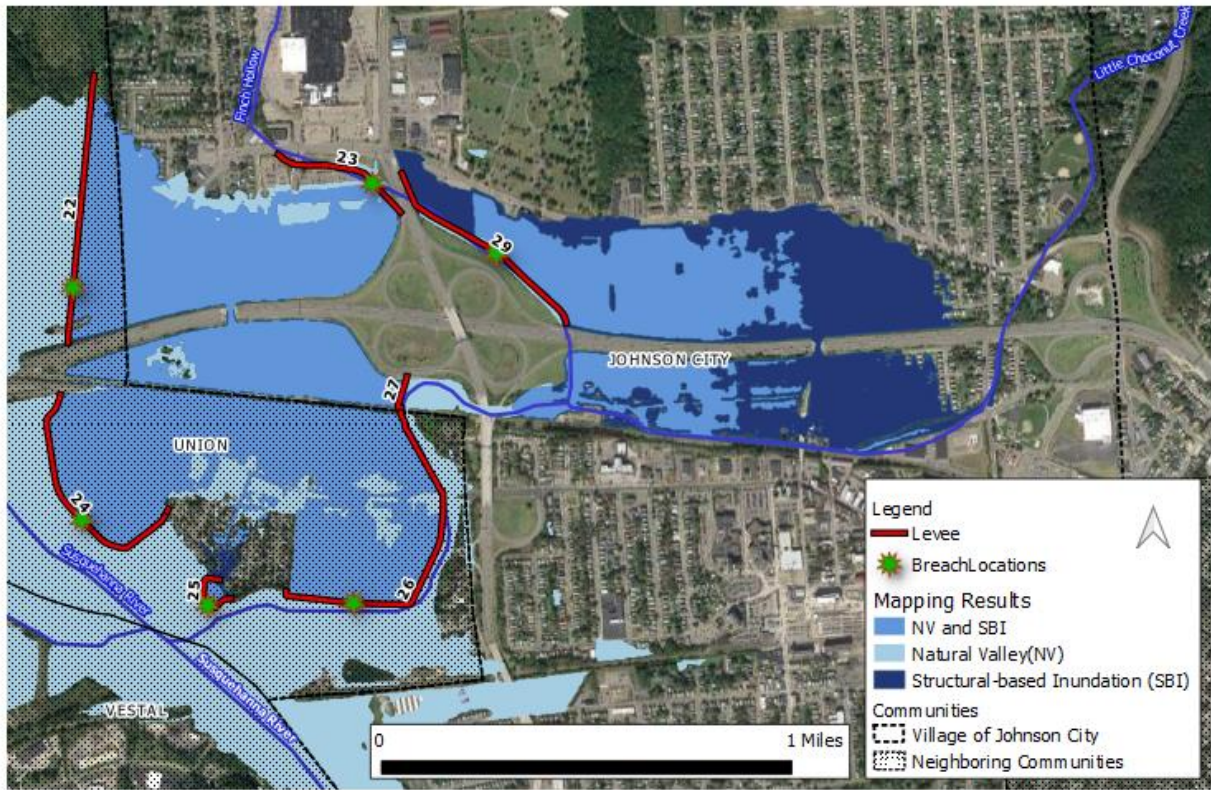 Finch Hollow
Little Choconut Creek
23
22
29
JOHNSON CITY
27
UNION
24
Susquehanna River
25
26
Susquehanna River
VESTAL
0
1 Miles
Legend
Levee
BreachLocations
Mapping Results
NV and SBI
Natural Valley(NV)
Structural-based Inundation (SBI)
Communities
Village of Johnson City
Neighboring Communities